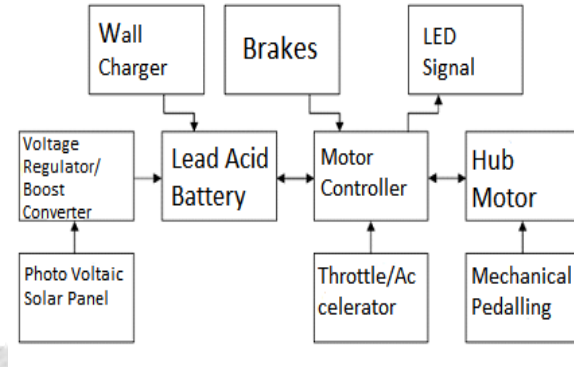 Wall
Charger
Brakes
LED
Signal
Voltage
Regulator/
Boost
Converter
Lead Acid
Battery
Motor
Controller
Hub
Motor
Photo Voltaic
Solar Panel
Throttle/Ac
celerator
Mechanical
Pedalling